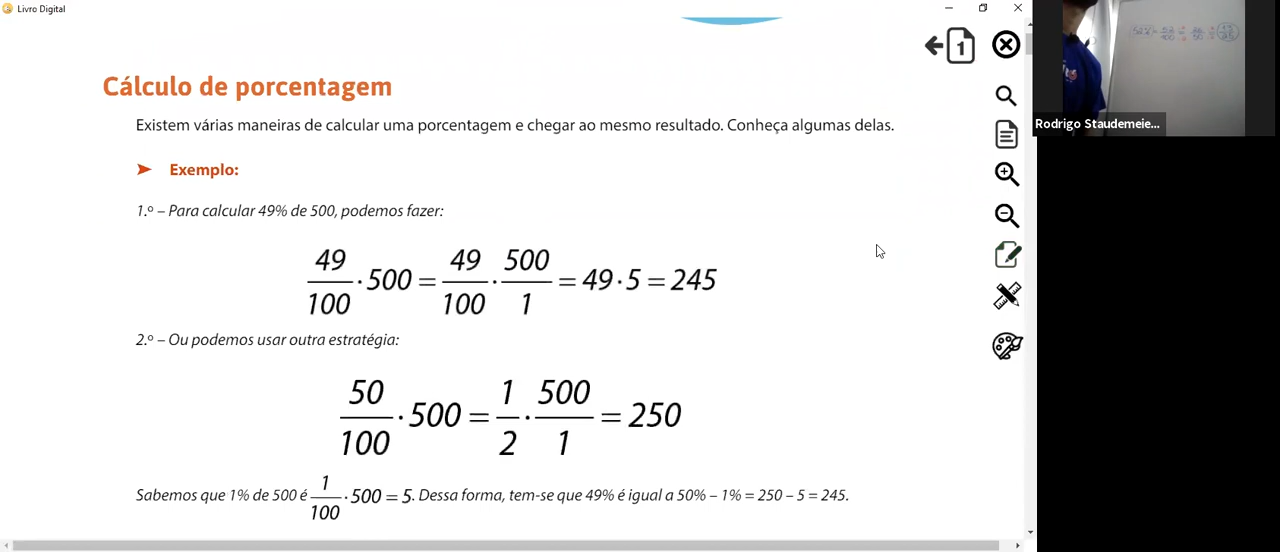 Livro Digital
1
Cálculo de porcentagem
Existem várias maneiras de calcular uma porcentagem e chegar ao mesmo resultado. Conheça algumas delas.
➤ Exemplo:
1.º – Para calcular 49% de 500, podemos fazer:
49/100 · 500 = 49/100 · 500/1 = 49 · 5 = 245
2.º – Ou podemos usar outra estratégia:
50/100 · 500 = 1/2 · 500/1 = 250
Sabemos que 1% de 500 é 1/100 · 500 = 5. Dessa forma, tem-se que 49% é igual a 50% – 1% = 250 – 5 = 245.
Rodrigo Staudemeie...